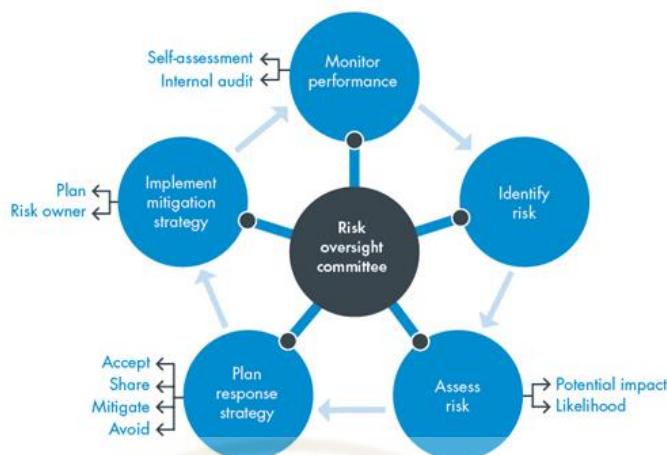 Self-assessment
Internal audit
Monitor
performance
Plan
Risk owner
Implement
mitigation
strategy
Identify
risk
Risk
oversight
committee
Accept
Share
Mitigate
Avoid
Plan
response
strategy
Assess
risk
Potential impact
Likelihood